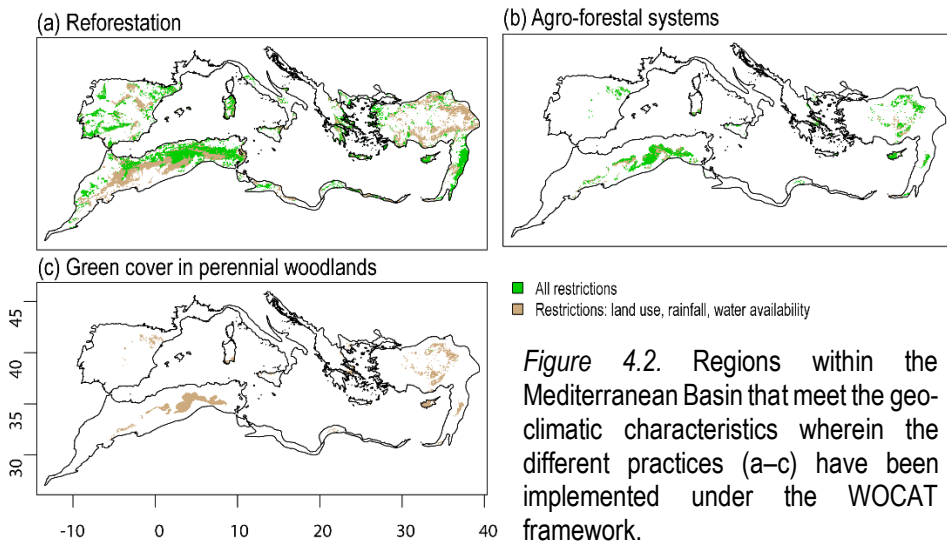 (a) Reforestation
(b) Agro-forestal systems
(c) Green cover in perennial woodlands
45
40
35
30
-10 0 10 20 30 40
All restrictions
Restrictions: land use, rainfall, water availability
Figure 4.2. Regions within the
Mediterranean Basin that meet the geo-
climatic characteristics wherein the
different practices (a–c) have been
implemented under the WOCAT
framework.